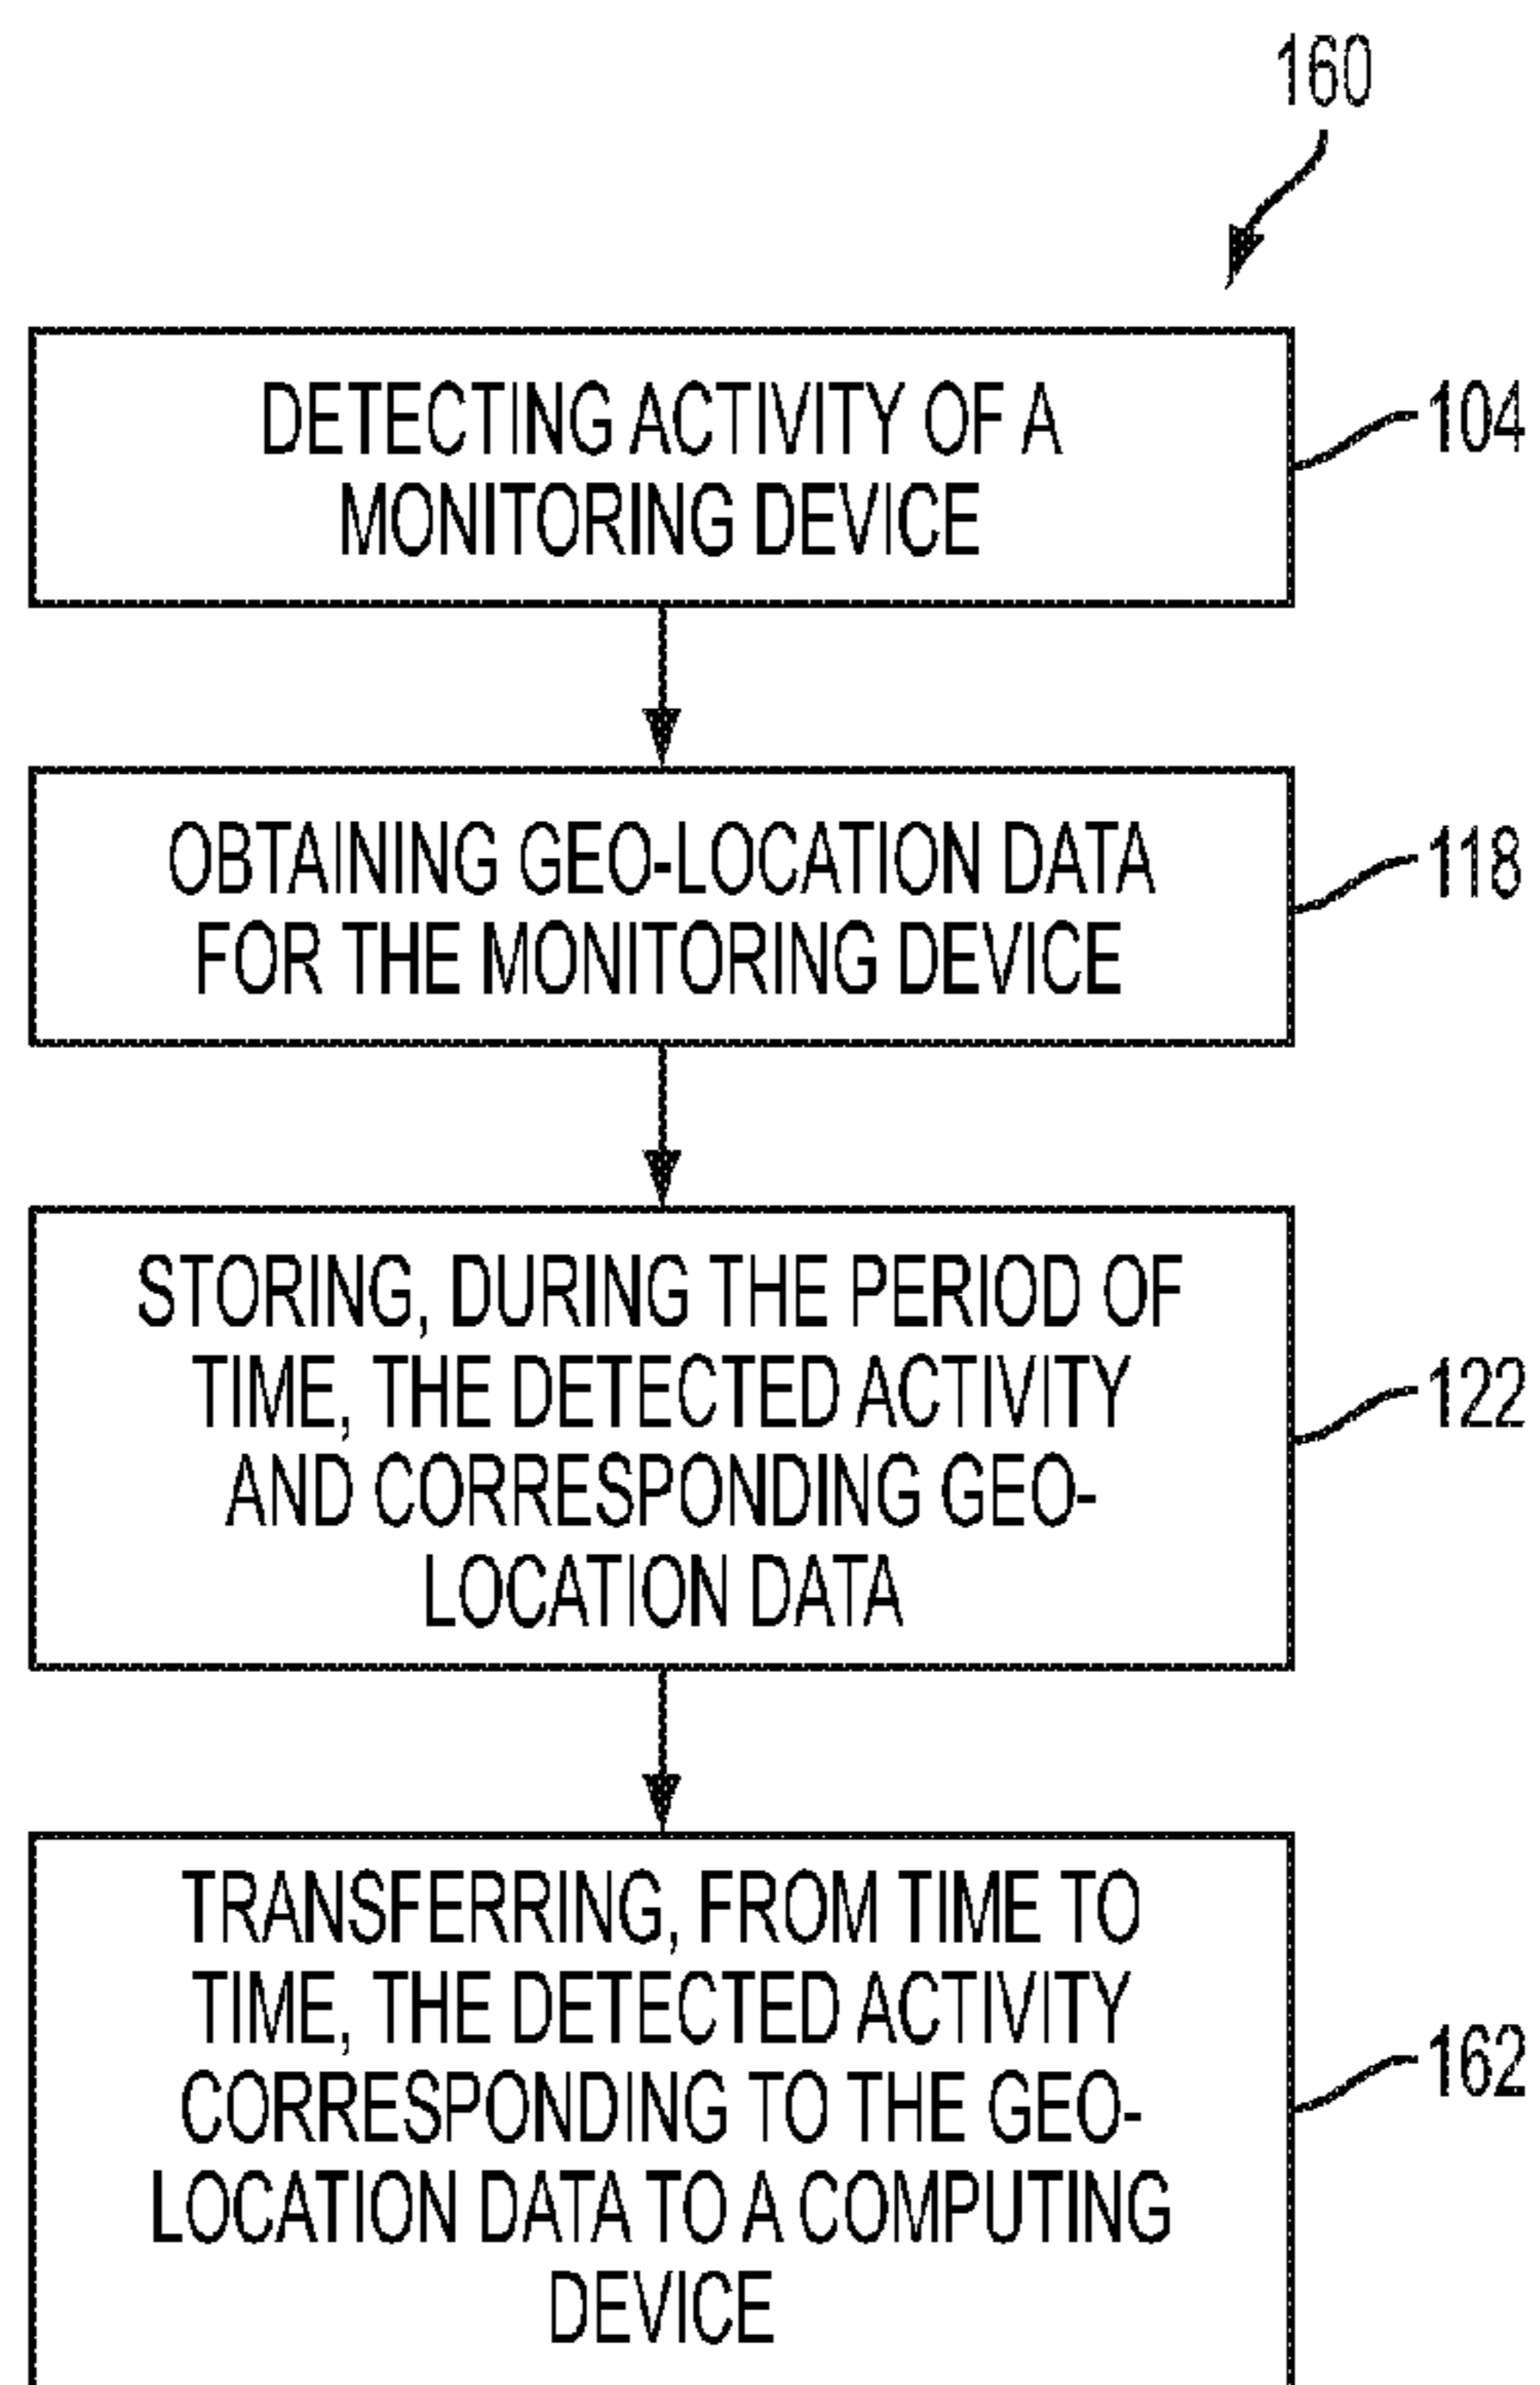 160
DETECTING ACTIVITY OF A
MONITORING DEVICE
104
OBTAINING GEO-LOCATION DATA
FOR THE MONITORING DEVICE
118
STORING, DURING THE PERIOD OF
TIME, THE DETECTED ACTIVITY
AND CORRESPONDING GEO-
LOCATION DATA
122
TRANSFERRING, FROM TIME TO
TIME, THE DETECTED ACTIVITY
CORRESPONDING TO THE GEO-
LOCATION DATA TO A COMPUTING
DEVICE
162